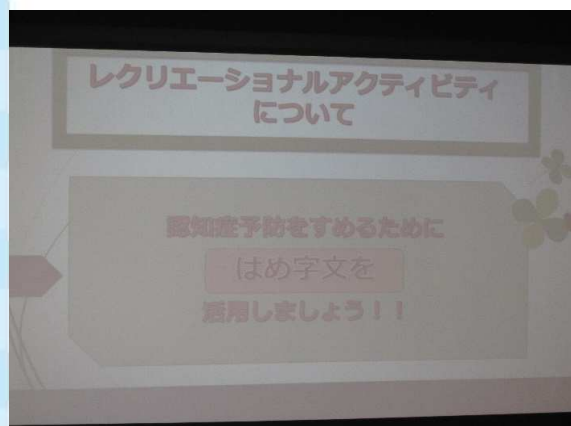 レクリエーショナルアクティビティ
について
認知症予防をすめるために
はめ字文を
活用しましょう！！